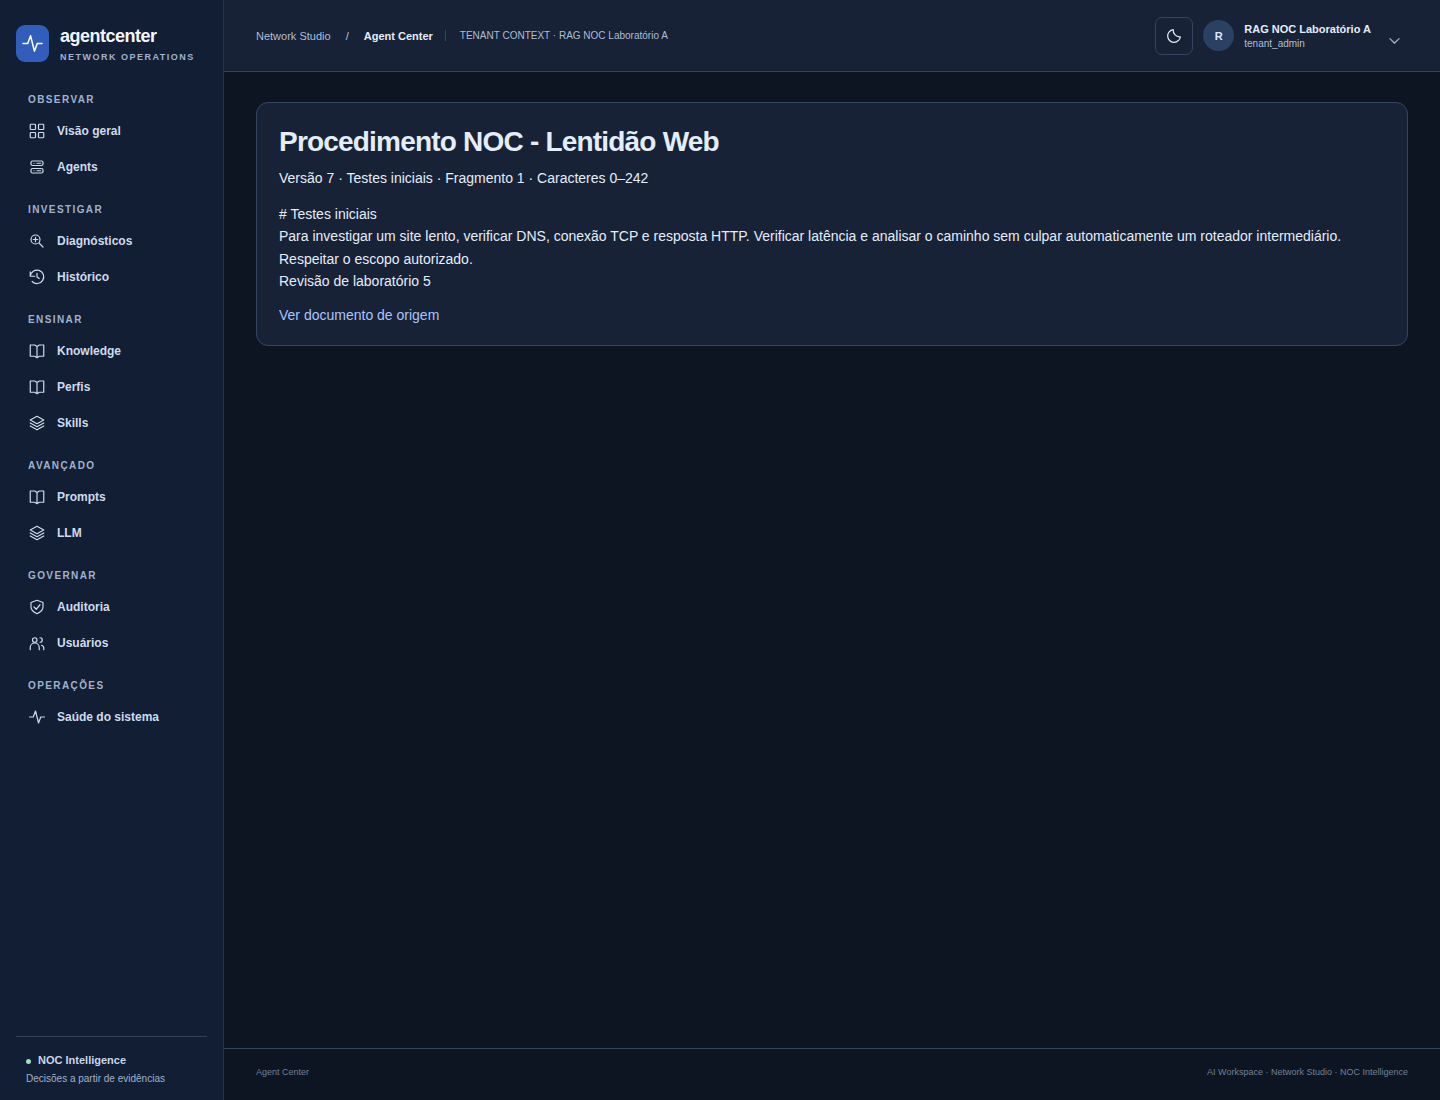 agentcenter
NETWORK OPERATIONS
OBSERVAR
Visão geral
Agents
INVESTIGAR
Diagnósticos
Histórico
ENSINAR
Knowledge
Perfis
Skills
AVANÇADO
Prompts
LLM
GOVERNAR
Auditoria
Usuários
OPERAÇÕES
Saúde do sistema
NOC Intelligence
Decisões a partir de evidências
Network Studio / Agent Center TENANT CONTEXT · RAG NOC Laboratório A
R
RAG NOC Laboratório A
tenant_admin
Procedimento NOC - Lentidão Web
Versão 7 · Testes iniciais · Fragmento 1 · Caracteres 0–242
# Testes iniciais
Para investigar um site lento, verificar DNS, conexão TCP e resposta HTTP. Verificar latência e analisar o caminho sem culpar automaticamente um roteador intermediário.
Respeitar o escopo autorizado.
Revisão de laboratório 5
Ver documento de origem
Agent Center
AI Workspace · Network Studio · NOC Intelligence